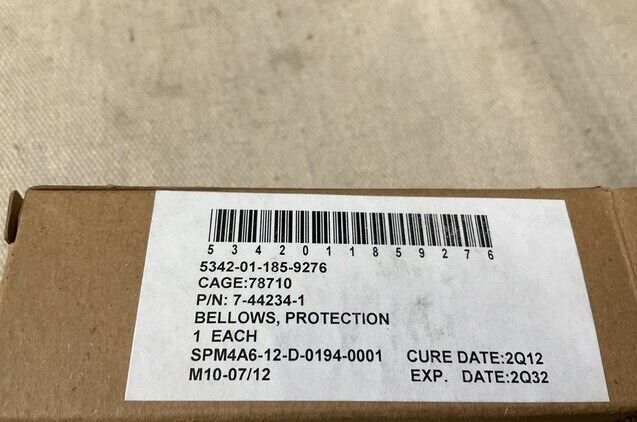 5342011859276
5342-01-185-9276
CAGE:78710
P/N: 7-44234-1
BELLOWS, PROTECTION
1 EACH
SPM4A6-12-D-0194-0001 CURE DATE:2Q12
M10-07/12 EXP. DATE:2Q32